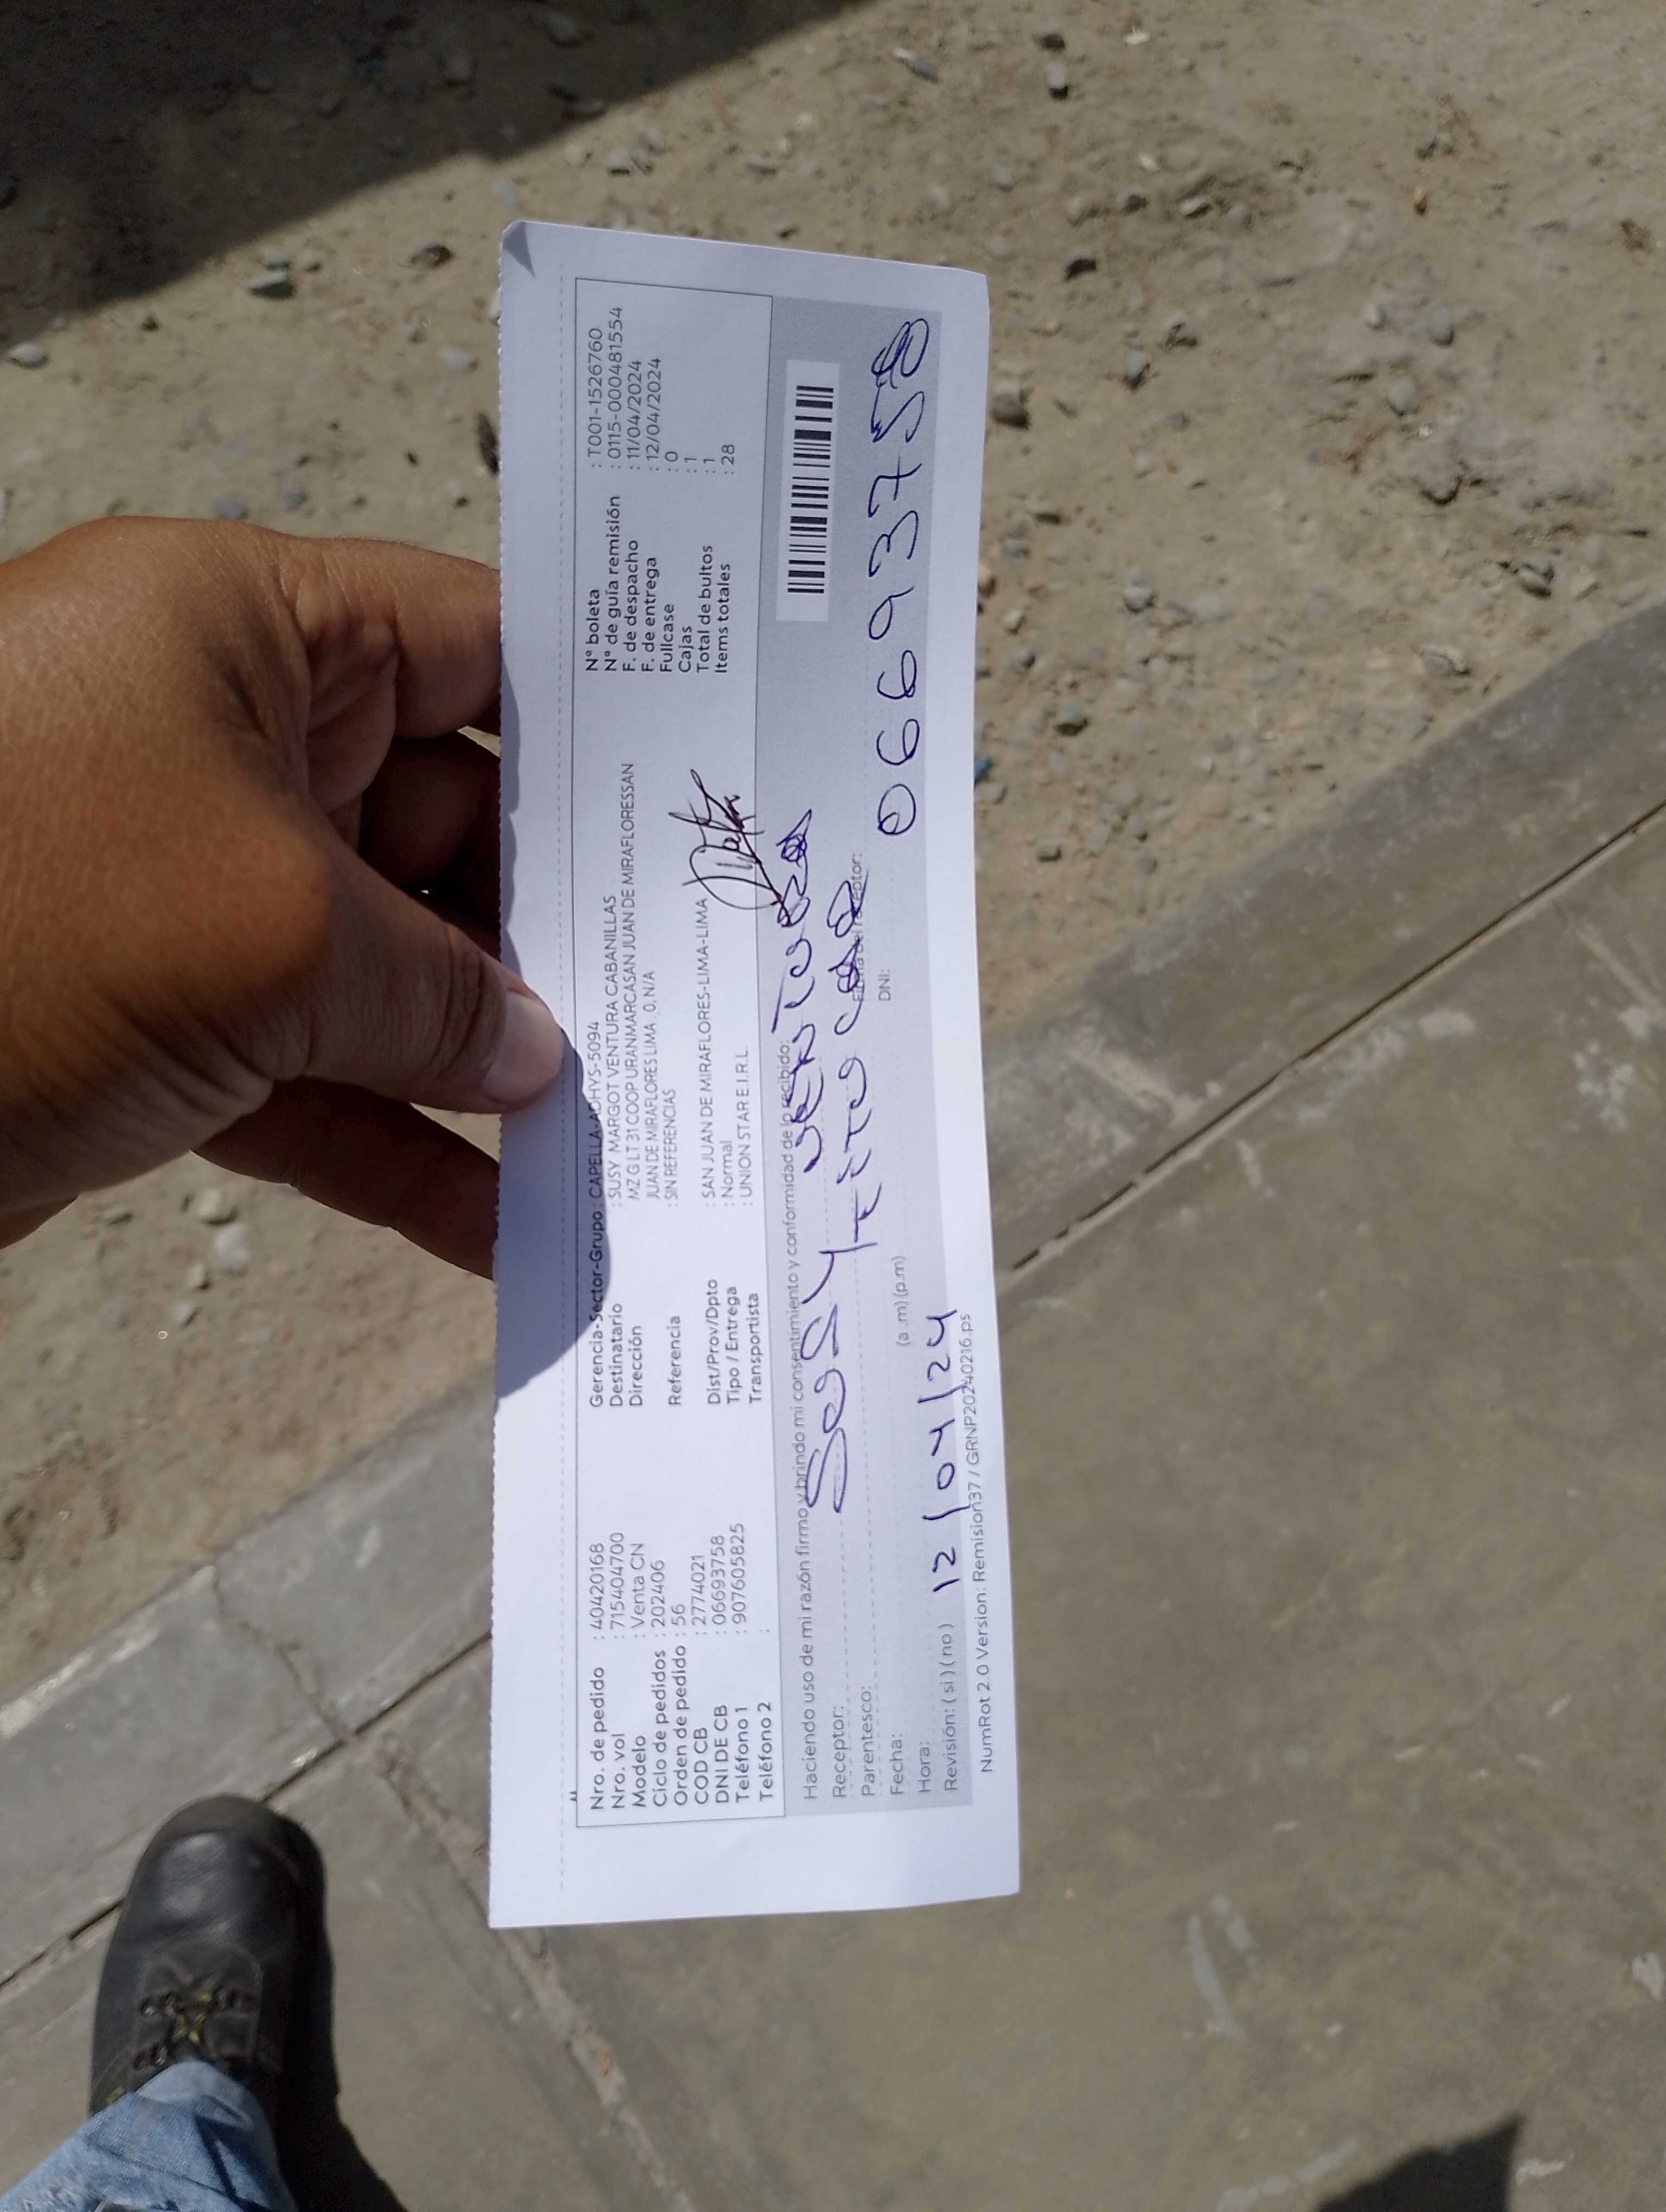 Nro. de pedido : 40420168
Nro. vol : 715404700
Modelo : Venta CN
Ciclo de pedidos : 202406
Orden de pedido : 56
COD CB : 2774021
DNI DE CB : 06693758
Teléfono 1 : 907605825
Teléfono 2 :
Gerencia-Sector-Grupo : CAPELLA-ADHYS-5094
Destinatario : SUSY MARGOT VENTURA CABANILLAS
Dirección MZ G LT 31 COOP URANMARCASAN JUAN DE MIRAFLORESSAN
JUAN DE MIRAFLORES LIMA , 0, N/A
Referencia : SIN REFERENCIAS
Dist/Prov/Dpto : SAN JUAN DE MIRAFLORES-LIMA-LIMA
Tipo / Entrega : Normal
Transportista : UNION STAR E.I.R.L.
N° boleta : T001-1526760
N° de guía remisión : 0115-0000481554
F. de despacho : 11/04/2024
F. de entrega : 12/04/2024
Fullcase : 0
Cajas : 1
Total de bultos : 1
Items totales : 28
Haciendo uso de mi razón firmo y brindo mi consentimiento y conformidad de lo recibido:
Receptor: Susy Ventura
Parentesco: Titular
Firma del receptor:
Fecha: DNI: 06693758
Hora: (a .m) (p.m)
Revisión: ( si ) ( no ) 12/04/24
NumRot 2.0 Version: Remision37 / GRNP20240216.ps